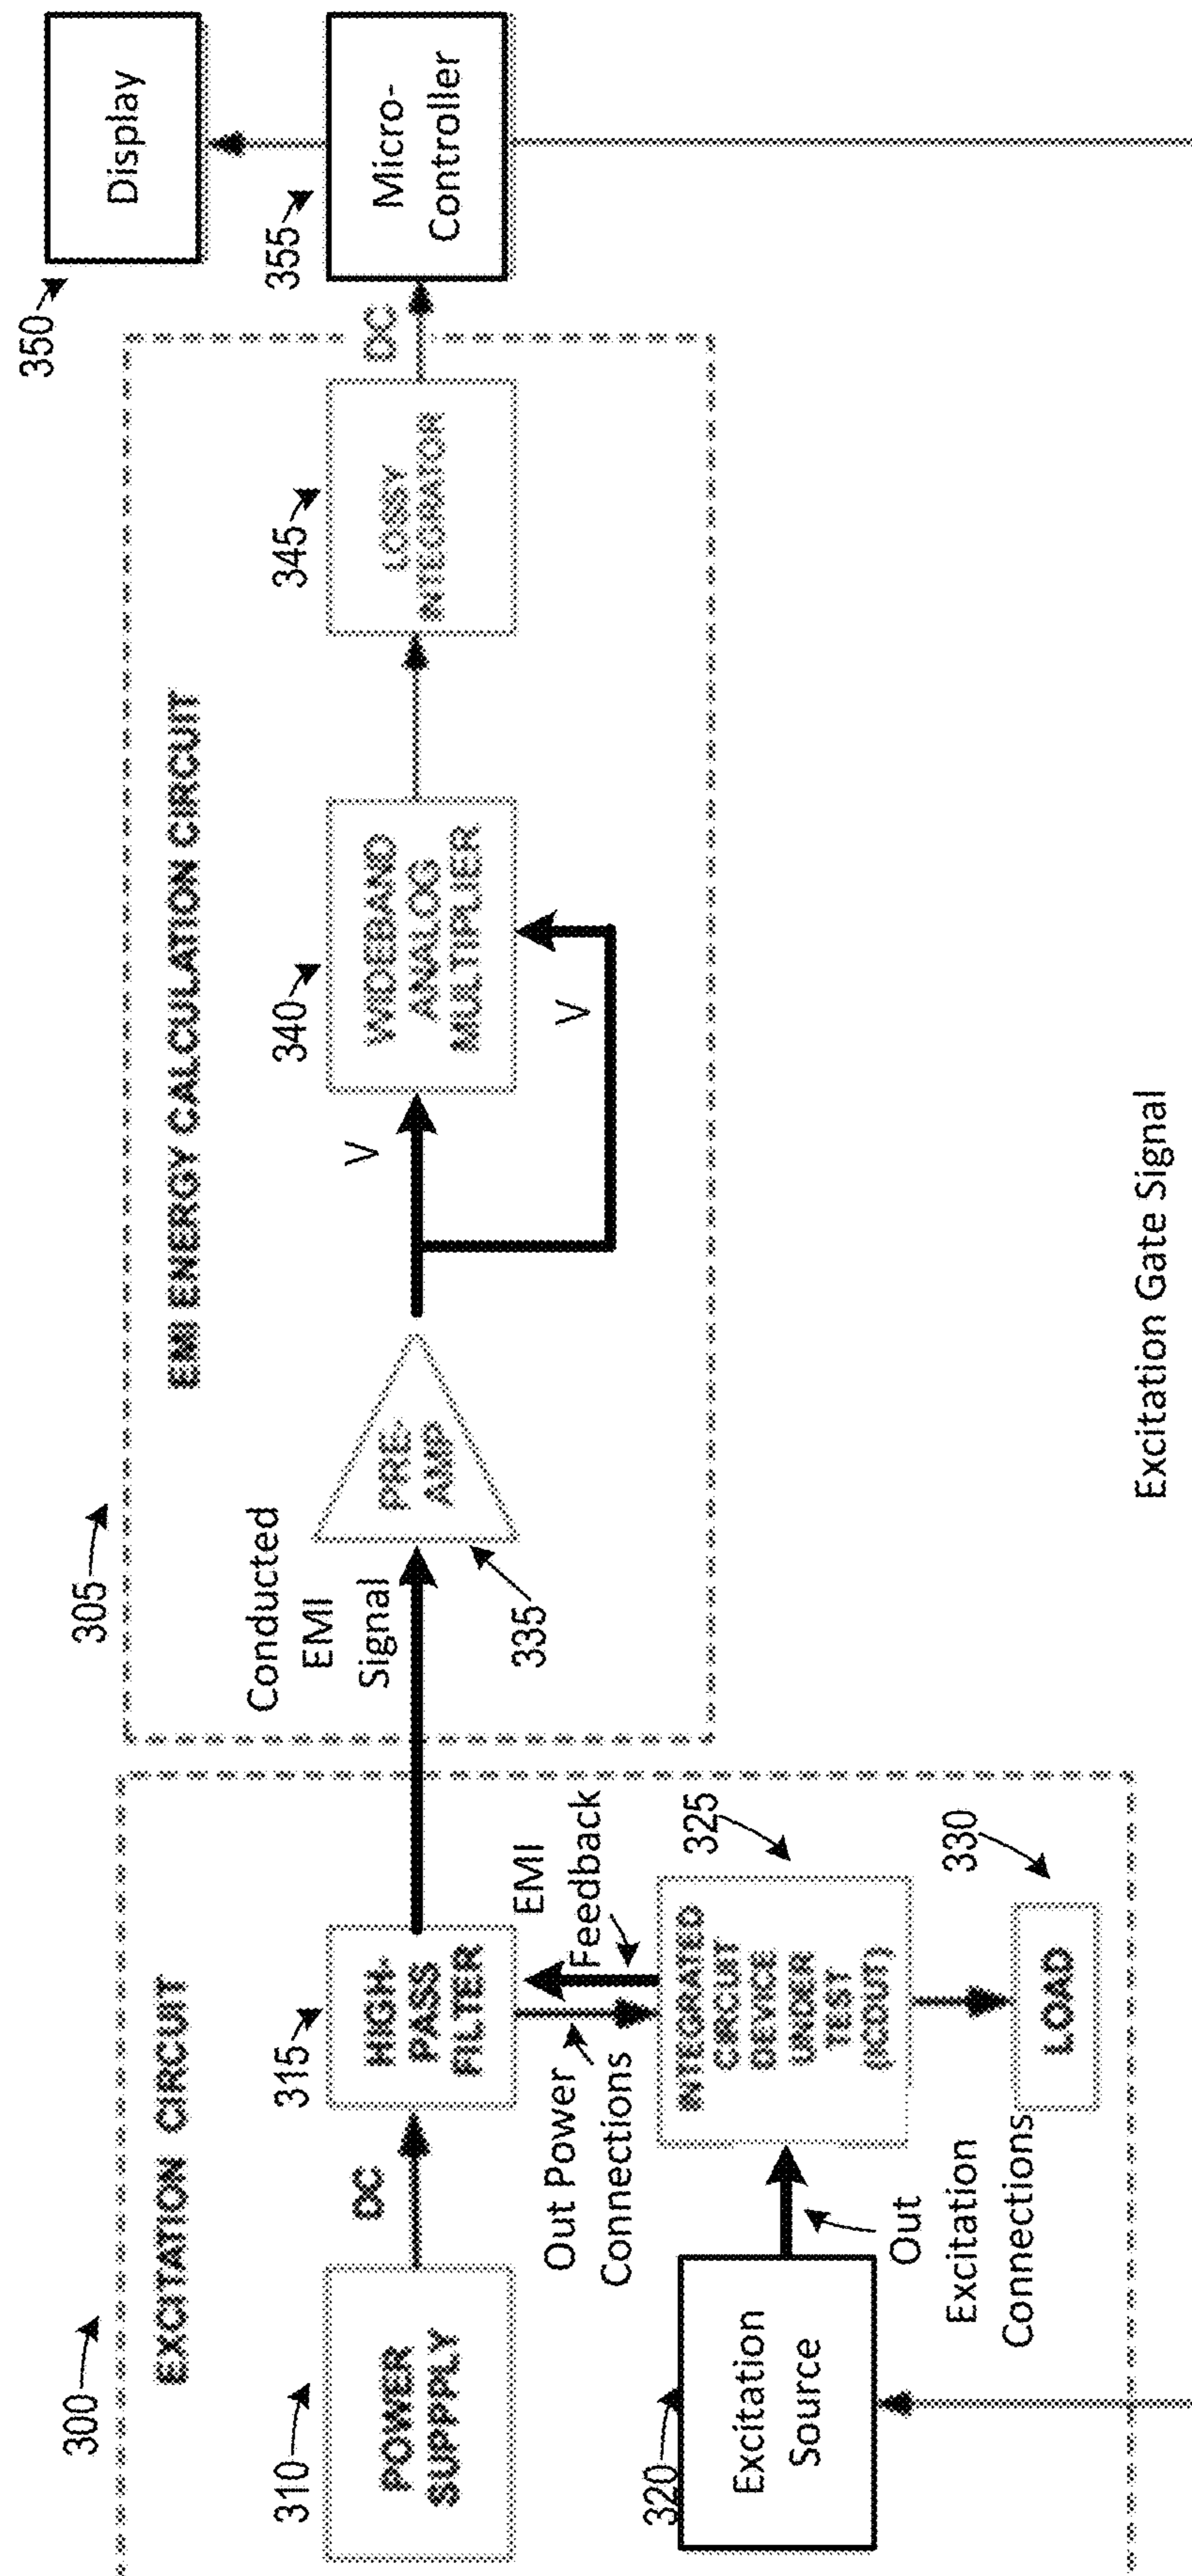 300
EXCITATION CIRCUIT
310
POWER
SUPPLY
DC
315
HIGH-
PASS
FILTER
Out Power
Connections
EMI
Feedback
320
Excitation
Source
Out
Excitation
Connections
325
INTEGRATED
CIRCUIT
DEVICE
UNDER
TEST
(ICOUT)
330
LOAD
305
EMI ENERGY CALCULATION CIRCUIT
Conducted
EMI
Signal
335
PRE-
AMP
V
V
340
WIDEBAND
ANALOG
MULTIPLIER
345
LOSSY
INTEGRATOR
DC
350
Display
355
Micro-
Controller
Excitation Gate Signal